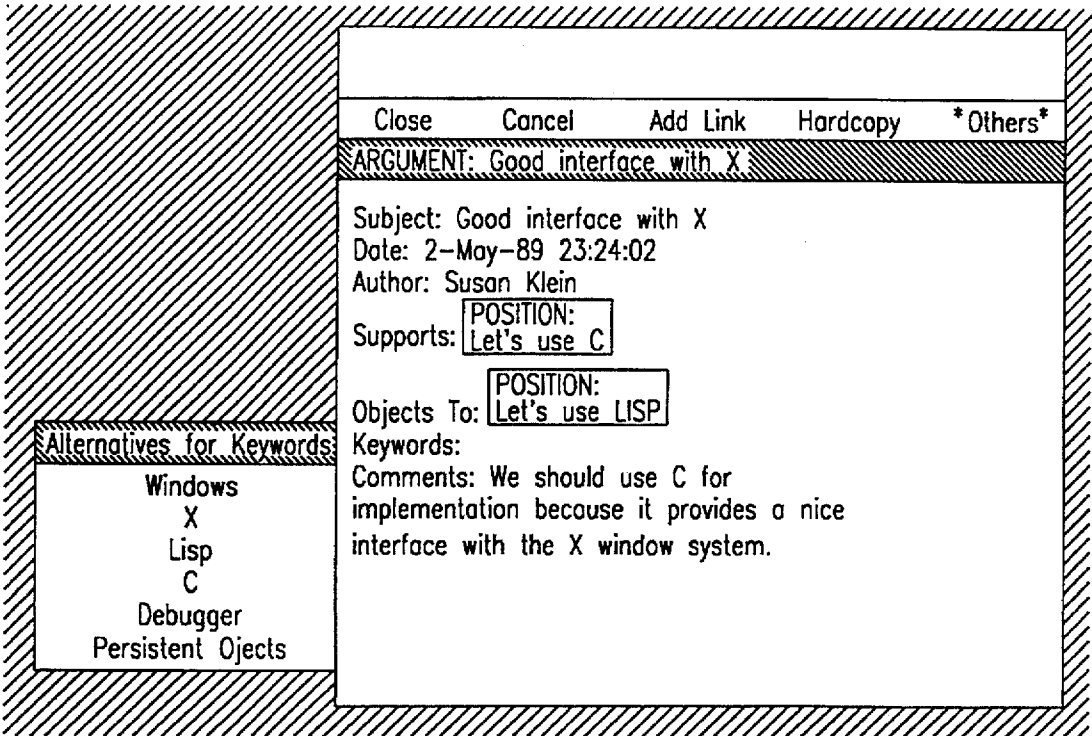 Close Cancel Add Link Hardcopy *Others*
ARGUMENT: Good interface with X
Subject: Good interface with X
Date: 2-May-89 23:24:02
Author: Susan Klein
Supports: POSITION:
Let's use C
Objects To: POSITION:
Let's use LISP
Keywords:
Comments: We should use C for
implementation because it provides a nice
interface with the X window system.
Alternatives for Keywords
Windows
X
Lisp
C
Debugger
Persistent Ojects